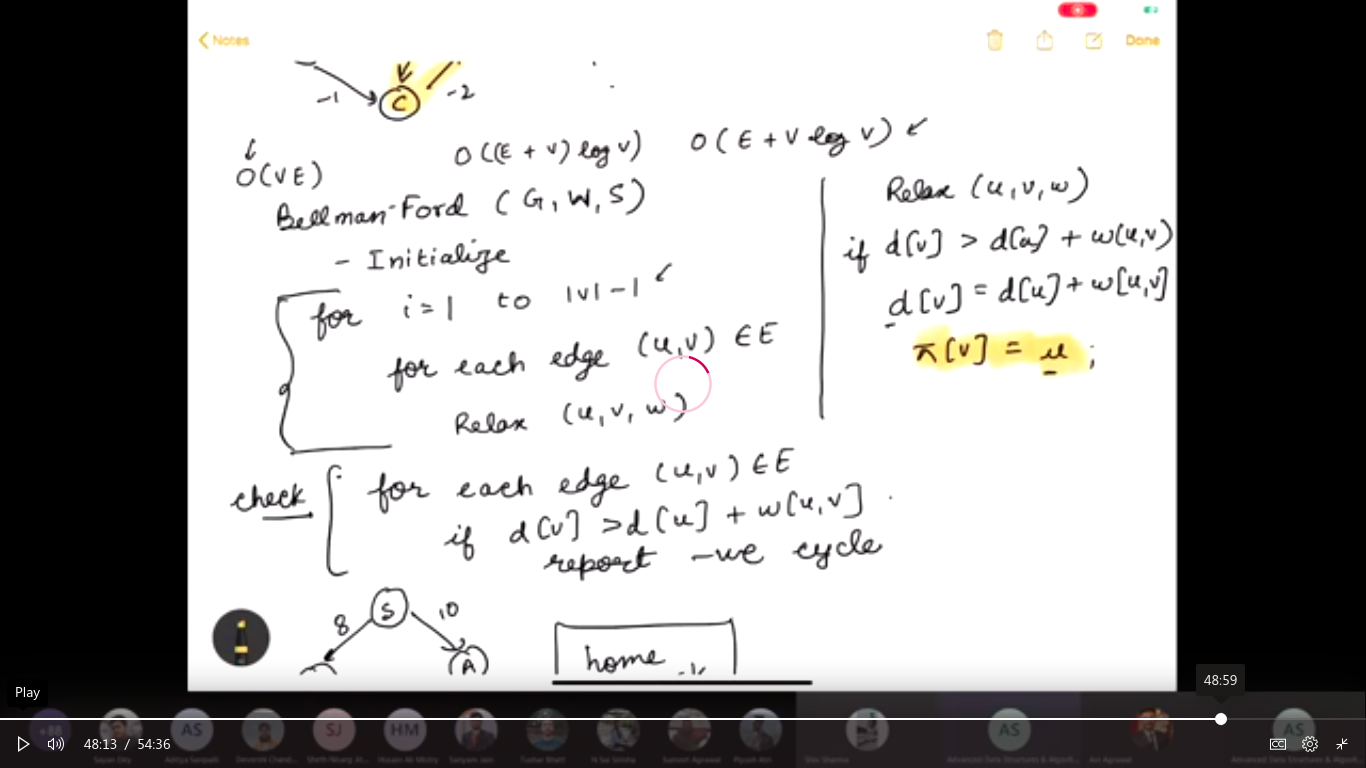 Notes
Done
-1
C
-2
O(VE)
O((E + V) log V)
O(E + V log V)
Bellman-Ford (G, W, S)
- Initialize
for i = 1 to |V| - 1
for each edge (u,v) ∈ E
Relax (u, v, w)
Relax (u, v, w)
if d[v] > d[u] + w(u,v)
d[v] = d[u] + w[u,v]
π[v] = u ;
check
for each edge (u,v) ∈ E
if d[v] > d[u] + w[u,v]
report -ve cycle
S
8
10
A
home
Play
48:59
AS
SJ
HM
AS
AS
48:13 / 54:36
CC